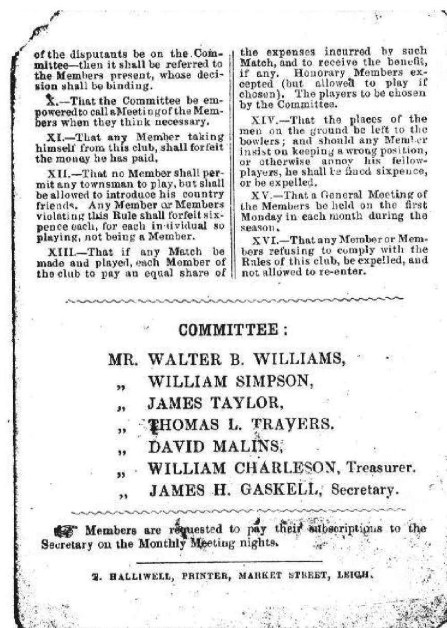 of the disputants be on the Com-
mittee—then it shall be referred to
the Members present, whose deci-
sion shall be binding.
X.—That the Committee be em-
powered to call a Meeting of the Mem-
bers when they think necessary.
XI.—That any Member taking
himself from this club, shall forfeit
the money he has paid.
XII.—That no Member shall per-
mit any townsman to play, but shall
be allowed to introduce his country
friends. Any Member or Members
violating this Rule shall forfeit six-
pence each, for each individual so
playing, not being a Member.
XIII.—That if any Match be
made and played, each Member of
the club to pay an equal share of
the expenses incurred by such
Match, and to receive the benefit,
if any. Honorary Members ex-
cepted (but allowed to play if
chosen). The players to be chosen
by the Committee.
XIV.—That the places of the
men on the ground be left to the
bowlers; and should any Member
insist on keeping a wrong position,
or otherwise annoy his fellow-
players, he shall be fined sixpence,
or be expelled.
XV.—That a General Meeting of
the Members be held on the first
Monday in each month during the
season.
XVI.—That any Member or Mem-
bers refusing to comply with the
Rules of this club, be expelled, and
not allowed to re-enter.
COMMITTEE:
MR. WALTER B. WILLIAMS,
„ WILLIAM SIMPSON,
„ JAMES TAYLOR,
„ THOMAS L. TRAVERS.
„ DAVID MALINS,
„ WILLIAM CHARLESON, Treasurer.
„ JAMES H. GASKELL, Secretary.
☛ Members are requested to pay their subscriptions to the
Secretary on the Monthly Meeting nights.
HALLIWELL, PRINTER, MARKET STREET, LEIGH.